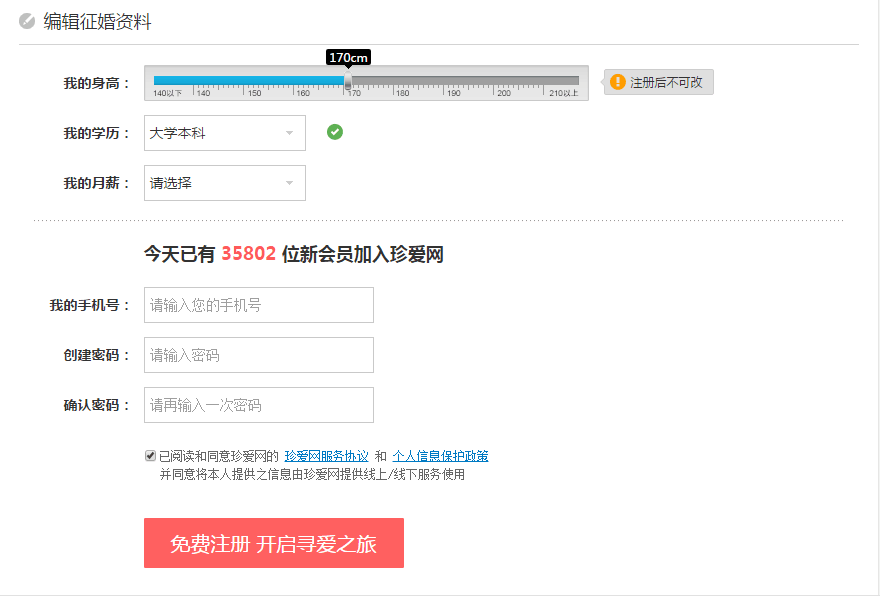 编辑征婚资料
170cm
我的身高：
140以下 140 150 160 170 180 190 200 210以上
注册后不可改
我的学历： 大学本科
我的月薪： 请选择
今天已有 35802 位新会员加入珍爱网
我的手机号： 请输入您的手机号
创建密码： 请输入密码
确认密码： 请再输入一次密码
已阅读和同意珍爱网的 珍爱网服务协议 和 个人信息保护政策
并同意将本人提供之信息由珍爱网提供线上/线下服务使用
免费注册 开启寻爱之旅